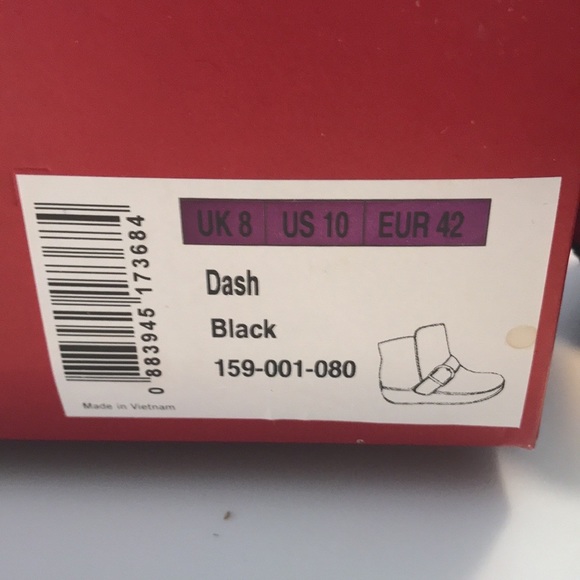 UK 8 US 10 EUR 42
Dash
Black
159-001-080
0 883945 173684
Made in Vietnam